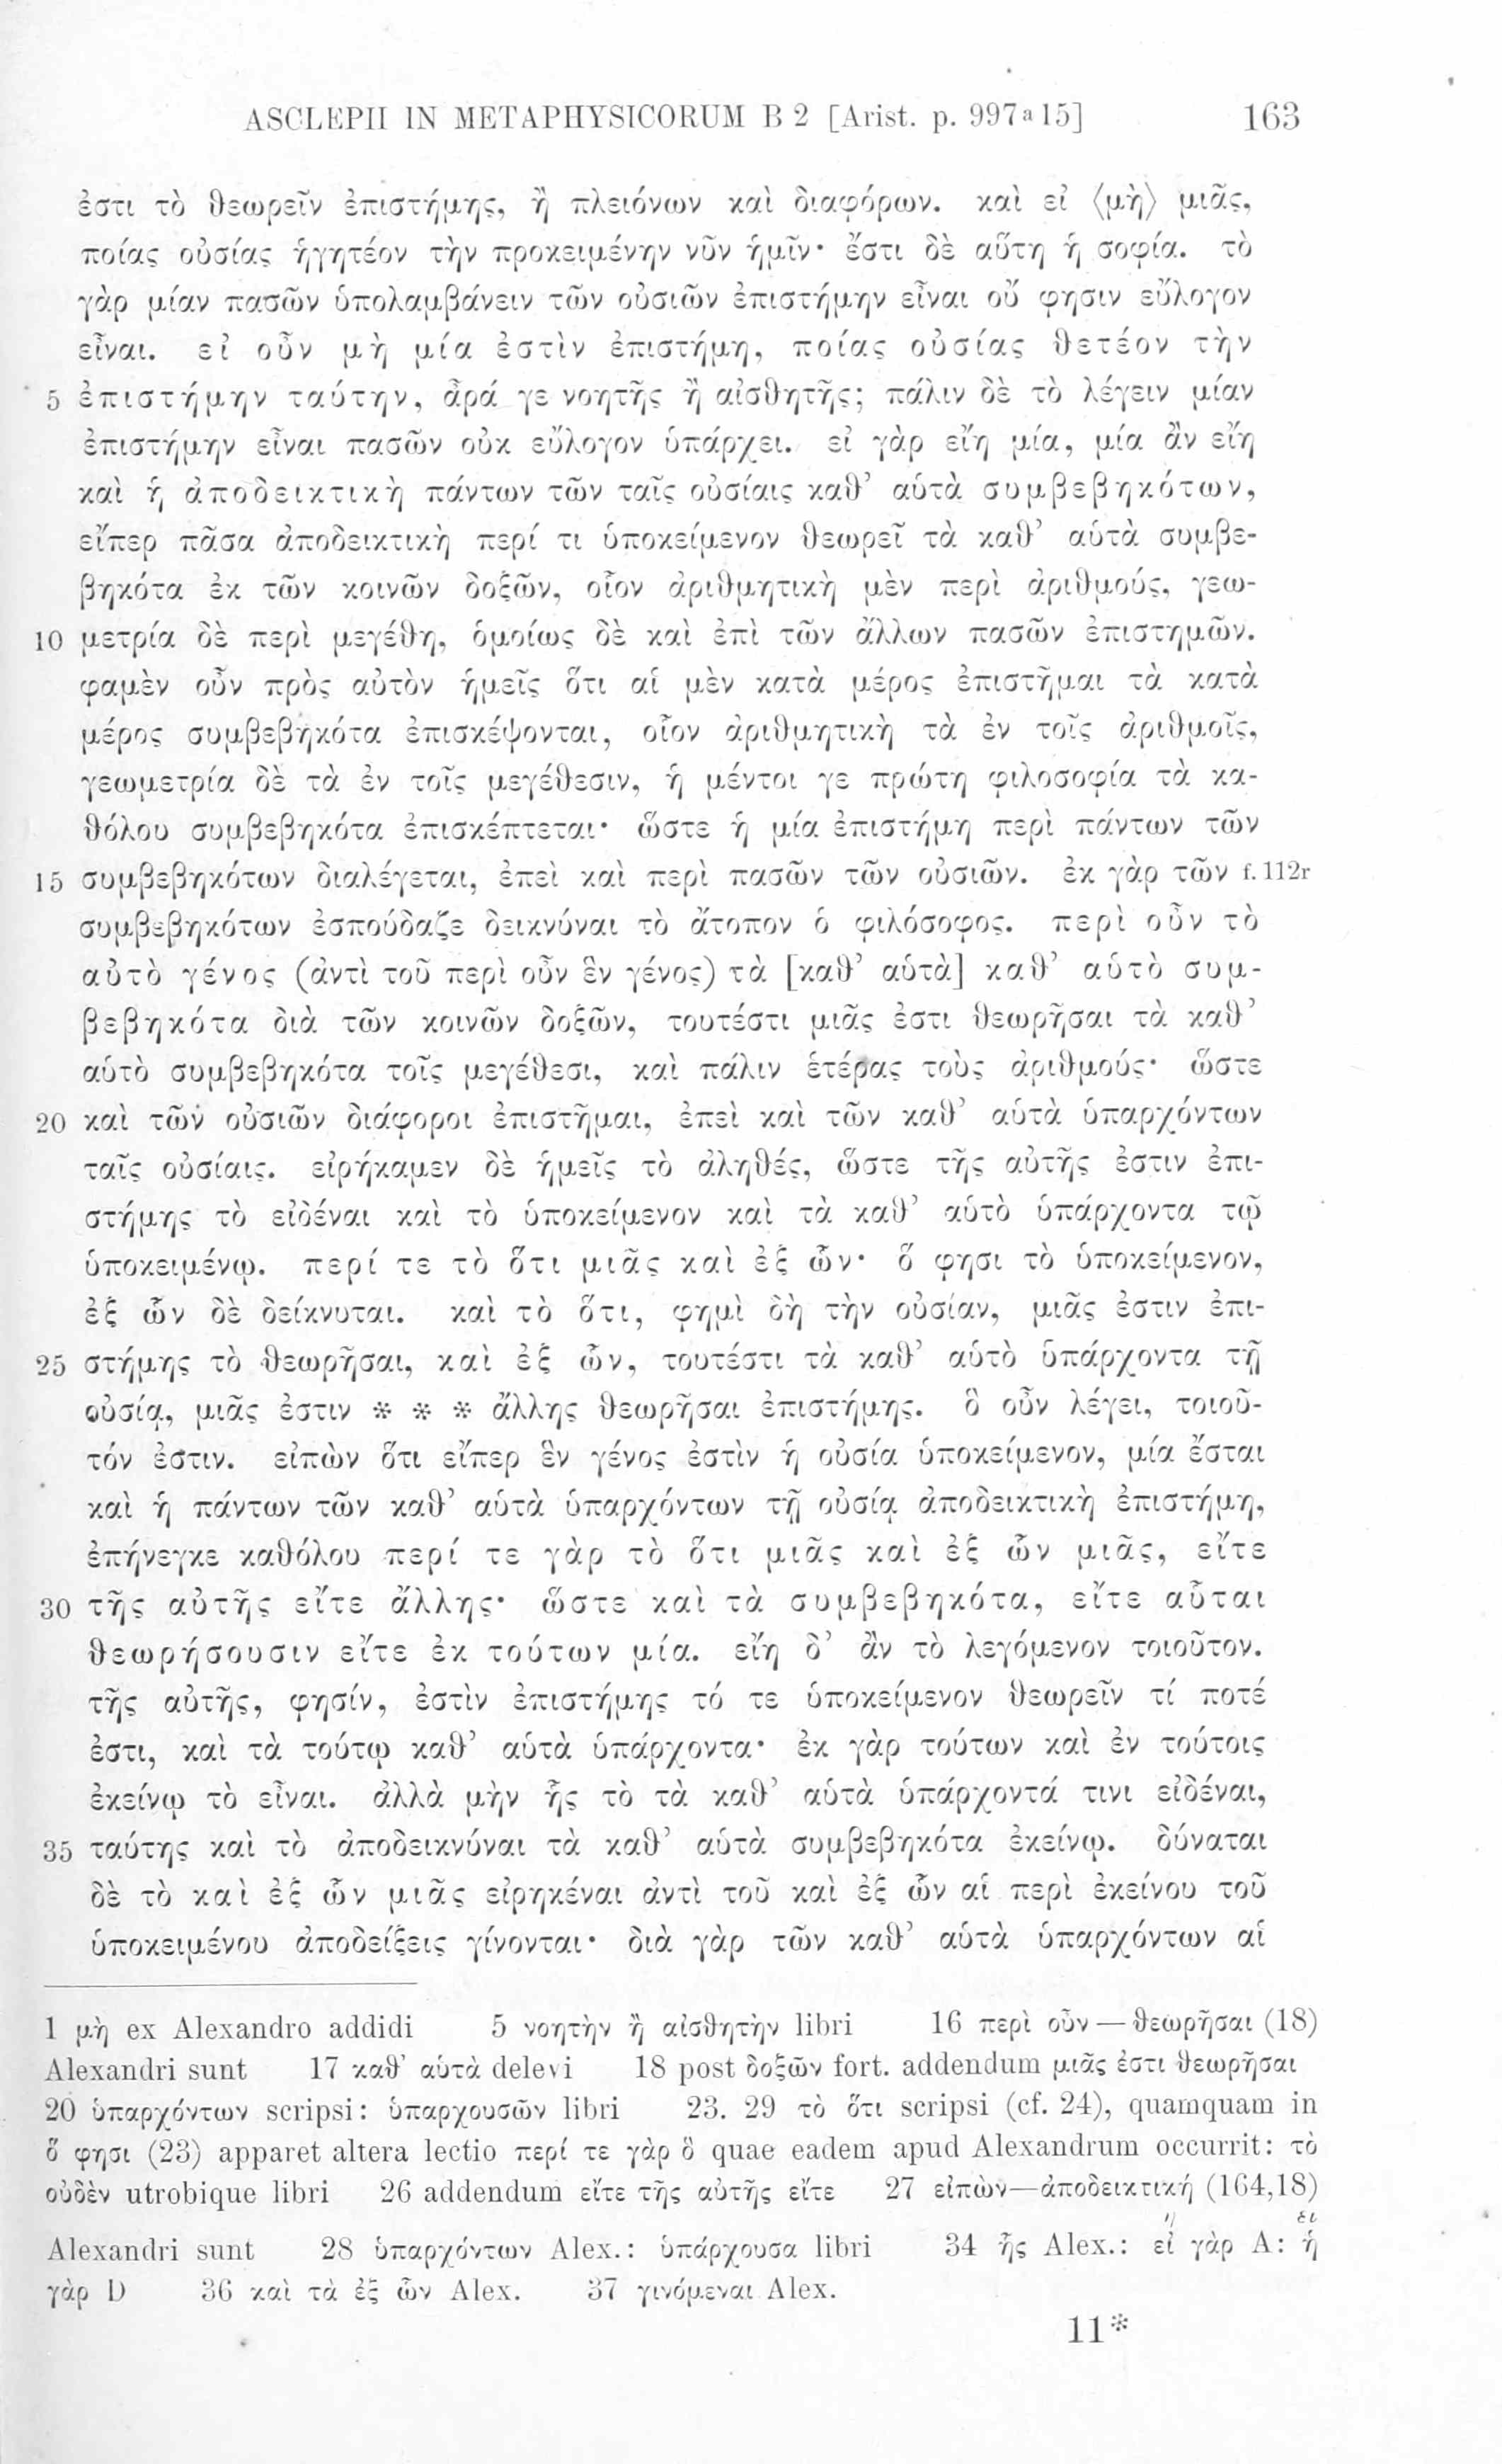 ASCLEPII IN METAPHYSICORUM B 2 [Arist. p. 997a15] 163
ἐστι τὸ θεωρεῖν ἐπιστήμης, ἢ πλειόνων καὶ διαφόρων. καὶ εἰ ⟨μὴ⟩ μιᾶς,
ποίας οὐσίας ἡγητέον τὴν προκειμένην νῦν ἡμῖν· ἔστι δὲ αὕτη ἡ σοφία. τὸ
γὰρ μίαν πασῶν ὑπολαμβάνειν τῶν οὐσιῶν ἐπιστήμην εἶναι οὔ φησιν εὔλογον
εἶναι. εἰ οὖν μὴ μία ἐστὶν ἐπιστήμη, ποίας οὐσίας θετέον τὴν
5 ἐπιστήμην ταύτην, ἆρά γε νοητῆς ἢ αἰσθητῆς; πάλιν δὲ τὸ λέγειν μίαν
ἐπιστήμην εἶναι πασῶν οὐκ εὔλογον ὑπάρχει. εἰ γὰρ εἴη μία, μία ἂν εἴη
καὶ ἡ ἀποδεικτικὴ πάντων τῶν ταῖς οὐσίαις καθ’ αὑτὰ συμβεβηκότων,
εἴπερ πᾶσα ἀποδεικτικὴ περί τι ὑποκείμενον θεωρεῖ τὰ καθ’ αὑτὰ συμβε-
βηκότα ἐκ τῶν κοινῶν δοξῶν, οἷον ἀριθμητικὴ μὲν περὶ ἀριθμούς, γεω-
10 μετρία δὲ περὶ μεγέθη, ὁμοίως δὲ καὶ ἐπὶ τῶν ἄλλων πασῶν ἐπιστημῶν.
φαμὲν οὖν πρὸς αὐτὸν ἡμεῖς ὅτι αἱ μὲν κατὰ μέρος ἐπιστῆμαι τὰ κατὰ
μέρος συμβεβηκότα ἐπισκέψονται, οἷον ἀριθμητικὴ τὰ ἐν τοῖς ἀριθμοῖς,
γεωμετρία δὲ τὰ ἐν τοῖς μεγέθεσιν, ἡ μέντοι γε πρώτη φιλοσοφία τὰ κα-
θόλου συμβεβηκότα ἐπισκέπτεται· ὥστε ἡ μία ἐπιστήμη περὶ πάντων τῶν
15 συμβεβηκότων διαλέγεται, ἐπεὶ καὶ περὶ πασῶν τῶν οὐσιῶν. ἐκ γὰρ τῶν f. 112r
συμβεβηκότων ἐσπούδαζε δεικνύναι τὸ ἄτοπον ὁ φιλόσοφος. περὶ οὖν τὸ
αὐτὸ γένος (ἀντὶ τοῦ περὶ οὖν ἓν γένος) τὰ [καθ’ αὑτὰ] καθ’ αὑτὸ συμ-
βεβηκότα διὰ τῶν κοινῶν δοξῶν, τουτέστι μιᾶς ἐστι θεωρῆσαι τὰ καθ’
αὑτὸ συμβεβηκότα τοῖς μεγέθεσι, καὶ πάλιν ἑτέρας τοὺς ἀριθμούς· ὥστε
20 καὶ τῶν οὐσιῶν διάφοροι ἐπιστῆμαι, ἐπεὶ καὶ τῶν καθ’ αὑτὰ ὑπαρχόντων
ταῖς οὐσίαις. εἰρήκαμεν δὲ ἡμεῖς τὸ ἀληθές, ὥστε τῆς αὐτῆς ἐστιν ἐπι-
στήμης τὸ εἰδέναι καὶ τὸ ὑποκείμενον καὶ τὰ καθ’ αὑτὸ ὑπάρχοντα τῷ
ὑποκειμένῳ. περί τε τὸ ὅτι μιᾶς καὶ ἐξ ὧν· ὅ φησι τὸ ὑποκείμενον,
ἐξ ὧν δὲ δείκνυται. καὶ τὸ ὅτι, φημὶ δὴ τὴν οὐσίαν, μιᾶς ἐστιν ἐπι-
25 στήμης τὸ θεωρῆσαι, καὶ ἐξ ὧν, τουτέστι τὰ καθ’ αὑτὸ ὑπάρχοντα τῇ
οὐσίᾳ, μιᾶς ἐστιν * * * ἄλλης θεωρῆσαι ἐπιστήμης. ὃ οὖν λέγει, τοιοῦ-
τόν ἐστιν. εἰπὼν ὅτι εἴπερ ἓν γένος ἐστὶν ἡ οὐσία ὑποκείμενον, μία ἔσται
καὶ ἡ πάντων τῶν καθ’ αὑτὰ ὑπαρχόντων τῇ οὐσίᾳ ἀποδεικτικὴ ἐπιστήμη,
ἐπήνεγκε καθόλου περί τε γὰρ τὸ ὅτι μιᾶς καὶ ἐξ ὧν μιᾶς, εἴτε
30 τῆς αὐτῆς εἴτε ἄλλης· ὥστε καὶ τὰ συμβεβηκότα, εἴτε αὗται
θεωρήσουσιν εἴτε ἐκ τούτων μία. εἴη δ’ ἂν τὸ λεγόμενον τοιοῦτον.
τῆς αὐτῆς, φησίν, ἐστὶν ἐπιστήμης τό τε ὑποκείμενον θεωρεῖν τί ποτέ
ἐστι, καὶ τὰ τούτῳ καθ’ αὑτὰ ὑπάρχοντα· ἐκ γὰρ τούτων καὶ ἐν τούτοις
ἐκείνῳ τὸ εἶναι. ἀλλὰ μὴν ἧς τὸ τὰ καθ’ αὑτὰ ὑπάρχοντά τινι εἰδέναι,
35 ταύτης καὶ τὸ ἀποδεικνύναι τὰ καθ’ αὑτὰ συμβεβηκότα ἐκείνῳ. δύναται
δὲ τὸ καὶ ἐξ ὧν μιᾶς εἰρηκέναι ἀντὶ τοῦ καὶ ἐξ ὧν αἱ περὶ ἐκείνου τοῦ
ὑποκειμένου ἀποδείξεις γίνονται· διὰ γὰρ τῶν καθ’ αὑτὰ ὑπαρχόντων αἱ
1 μὴ ex Alexandro addidi 5 νοητὴν ἢ αἰσθητὴν libri 16 περὶ οὖν — θεωρῆσαι (18)
Alexandri sunt 17 καθ’ αὑτὰ delevi 18 post δοξῶν fort. addendum μιᾶς ἐστι θεωρῆσαι
20 ὑπαρχόντων scripsi: ὑπαρχουσῶν libri 23. 29 τὸ ὅτι scripsi (cf. 24), quamquam in
ὅ φησι (23) apparet altera lectio περί τε γὰρ ὃ quae eadem apud Alexandrum occurrit: τὸ
οὐδὲν utrobique libri 26 addendum εἴτε τῆς αὐτῆς εἴτε 27 εἰπὼν—ἀποδεικτική (164,18)
Alexandri sunt 28 ὑπαρχόντων Alex.: ὑπάρχουσα libri 34 ἧς Alex.: εἰ γὰρ A: ἡ
γὰρ D 36 καὶ τὰ ἐξ ὧν Alex. 37 γινόμεναι Alex.
11*